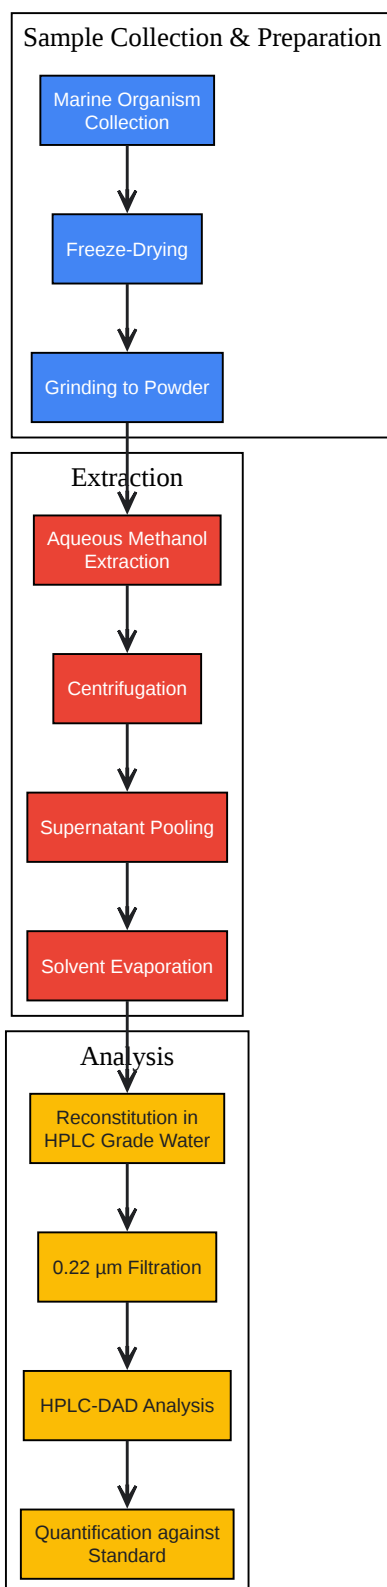 Sample Collection & Preparation
Marine Organism
Collection
Freeze-Drying
Grinding to Powder
Extraction
Aqueous Methanol
Extraction
Centrifugation
Supernatant Pooling
Solvent Evaporation
Analysis
Reconstitution in
HPLC Grade Water
0.22 µm Filtration
HPLC-DAD Analysis
Quantification against
Standard